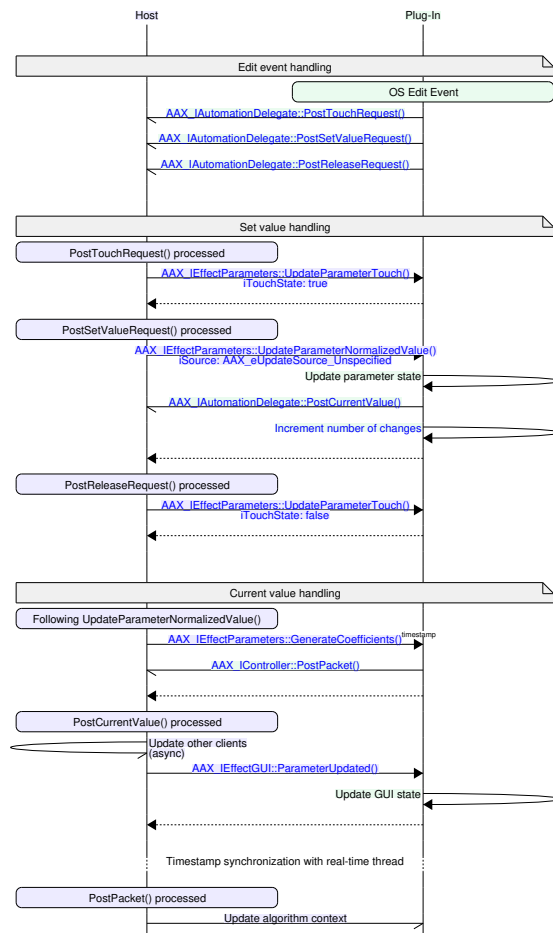 Host Plug-In
Edit event handling
OS Edit Event
AAX_IAutomationDelegate::PostTouchRequest()
AAX_IAutomationDelegate::PostSetValueRequest()
AAX_IAutomationDelegate::PostReleaseRequest()
Set value handling
PostTouchRequest() processed
AAX_IEffectParameters::UpdateParameterTouch()
iTouchState: true
PostSetValueRequest() processed
AAX_IEffectParameters::UpdateParameterNormalizedValue()
iSource: AAX_eUpdateSource_Unspecified
Update parameter state
AAX_IAutomationDelegate::PostCurrentValue()
Increment number of changes
PostReleaseRequest() processed
AAX_IEffectParameters::UpdateParameterTouch()
iTouchState: false
Current value handling
Following UpdateParameterNormalizedValue()
AAX_IEffectParameters::GenerateCoefficients() timestamp
AAX_IController::PostPacket()
PostCurrentValue() processed
Update other clients
(async)
AAX_IEffectGUI::ParameterUpdated()
Update GUI state
Timestamp synchronization with real-time thread
PostPacket() processed
Update algorithm context